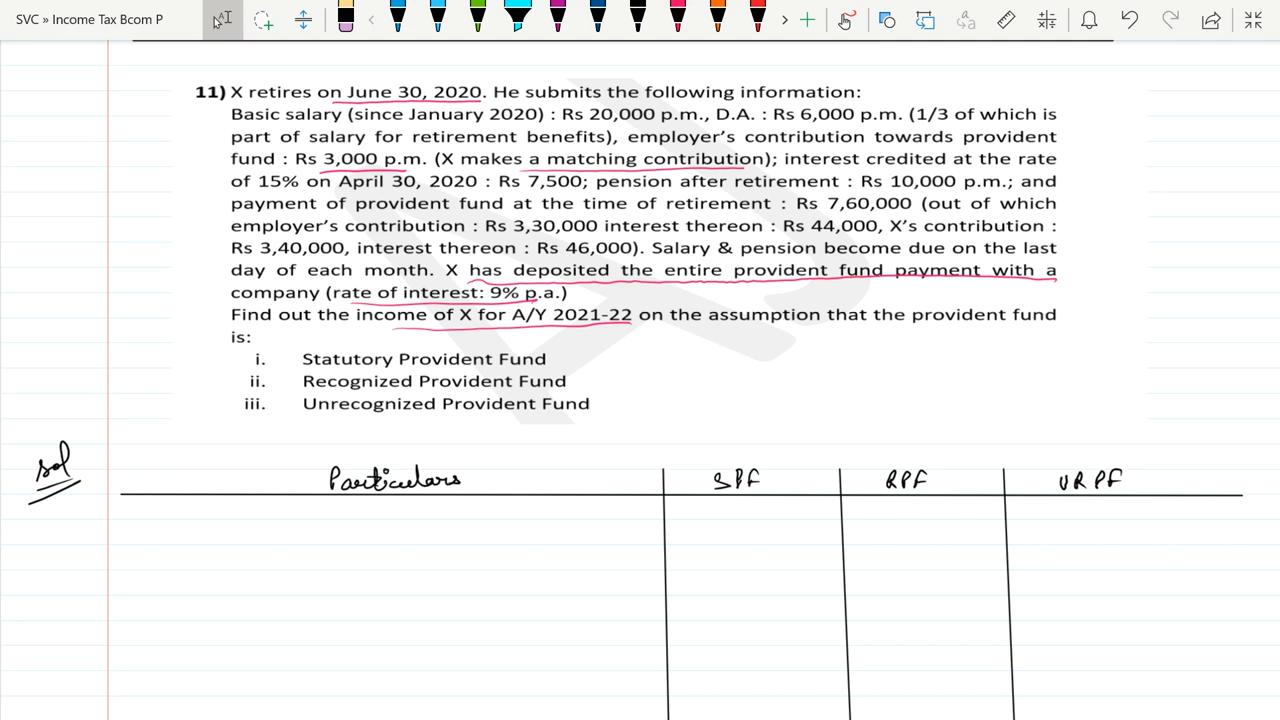 SVC » Income Tax Bcom P
11) X retires on June 30, 2020. He submits the following information:
Basic salary (since January 2020) : Rs 20,000 p.m., D.A. : Rs 6,000 p.m. (1/3 of which is
part of salary for retirement benefits), employer's contribution towards provident
fund : Rs 3,000 p.m. (X makes a matching contribution); interest credited at the rate
of 15% on April 30, 2020 : Rs 7,500; pension after retirement : Rs 10,000 p.m.; and
payment of provident fund at the time of retirement : Rs 7,60,000 (out of which
employer's contribution : Rs 3,30,000 interest thereon : Rs 44,000, X's contribution :
Rs 3,40,000, interest thereon : Rs 46,000). Salary & pension become due on the last
day of each month. X has deposited the entire provident fund payment with a
company (rate of interest: 9% p.a.)
Find out the income of X for A/Y 2021-22 on the assumption that the provident fund
is:
i. Statutory Provident Fund
ii. Recognized Provident Fund
iii. Unrecognized Provident Fund
Sol
Particulars SPF RPF URPF